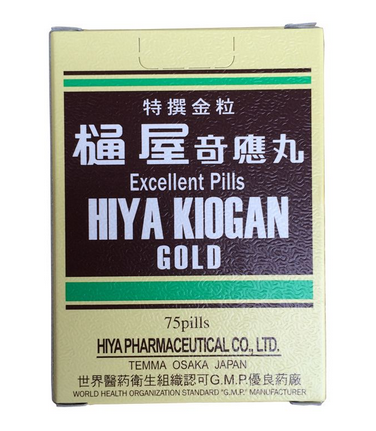 特撰金粒
樋屋奇應丸
Excellent Pills
HIYA KIOGAN
GOLD
75pills
HIYA PHARMACEUTICAL CO., LTD.
TEMMA OSAKA JAPAN
世界醫药衛生組織認可G.M.P.優良药廠
WORLD HEALTH ORGANIZATION STANDARD "G.M.P." MANUFACTURER